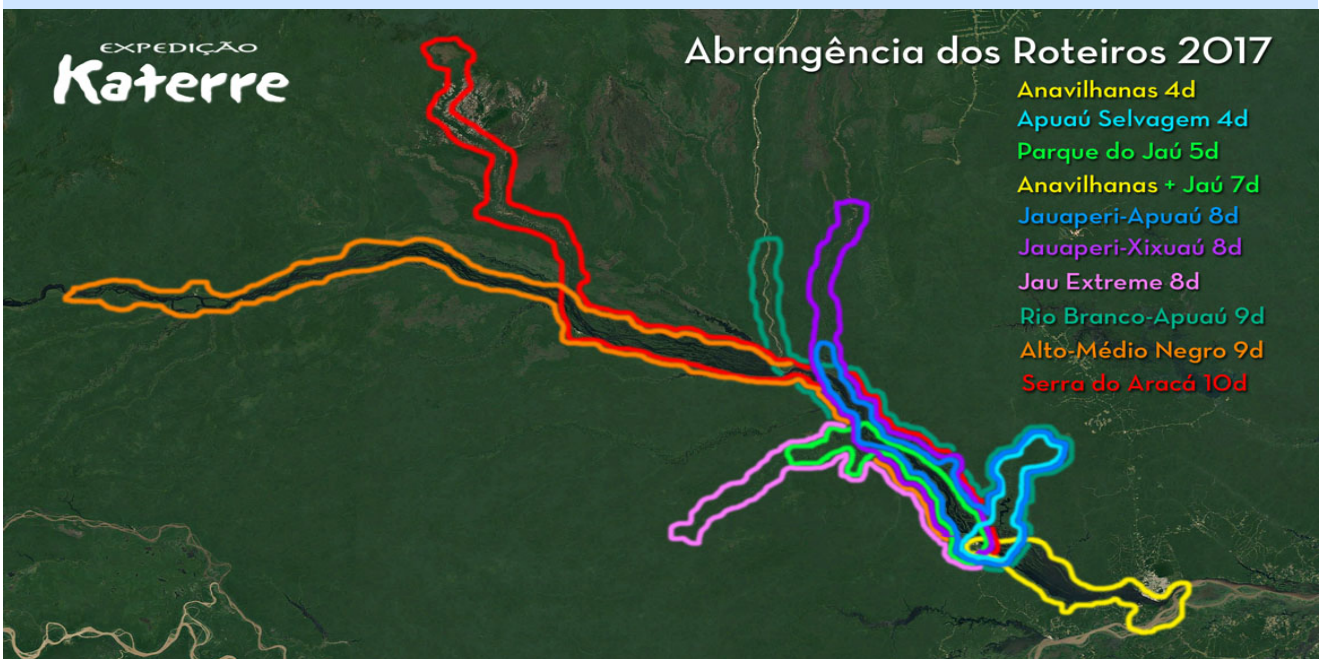 EXPEDIÇÃO
Katerre
Abrangência dos Roteiros 2017
Anavilhanas 4d
Apuaú Selvagem 4d
Parque do Jaú 5d
Anavilhanas + Jaú 7d
Jauaperi-Apuaú 8d
Jauaperi-Xixuaú 8d
Jau Extreme 8d
Rio Branco-Apuaú 9d
Alto-Médio Negro 9d
Serra do Aracá 10d